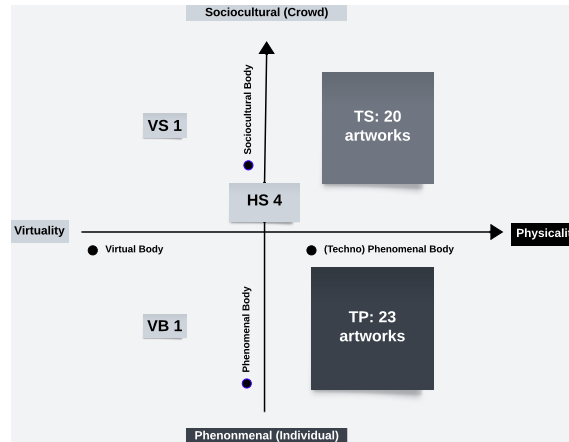 Sociocultural (Crowd)
Sociocultural Body
VS 1
TS: 20
artworks
HS 4
Virtuality
Physicalit
Virtual Body
(Techno) Phenomenal Body
Phenomenal Body
VB 1
TP: 23
artworks
Phenonmenal (Individual)